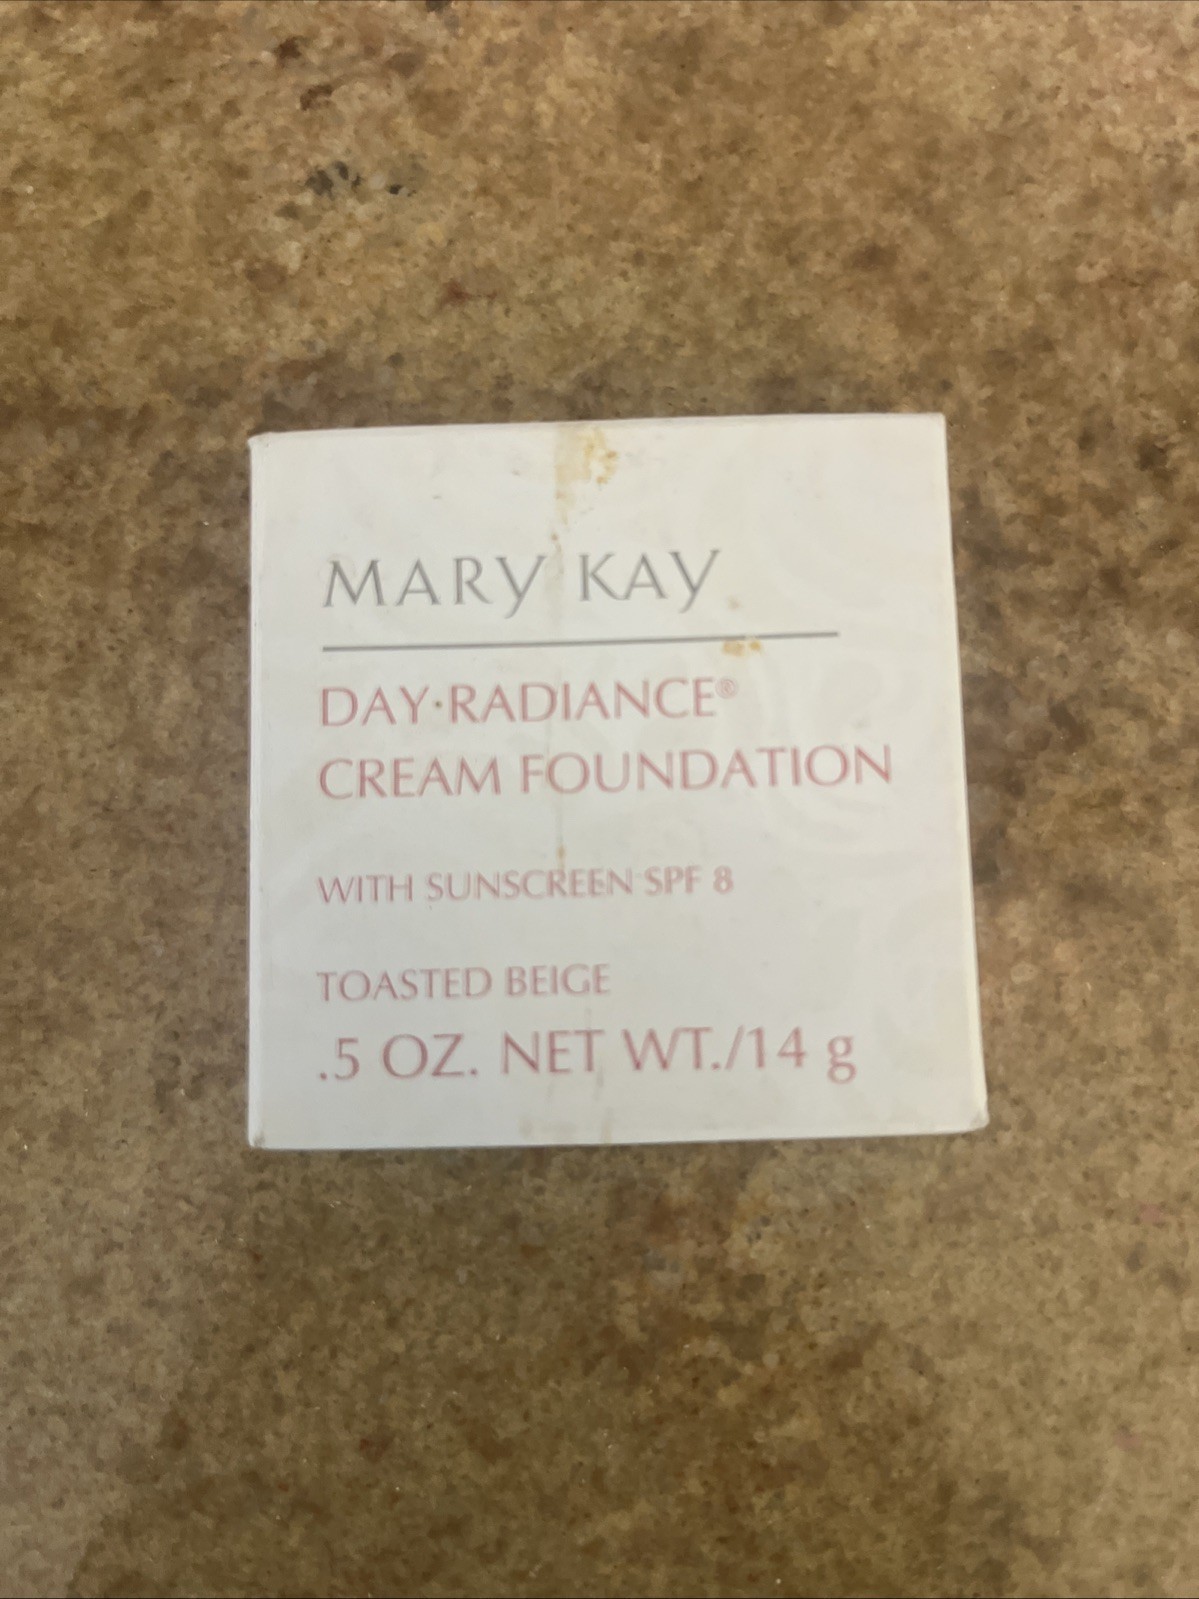 MARY KAY
DAY·RADIANCE®
CREAM FOUNDATION
WITH SUNSCREEN SPF 8
TOASTED BEIGE
.5 OZ. NET WT./14 g